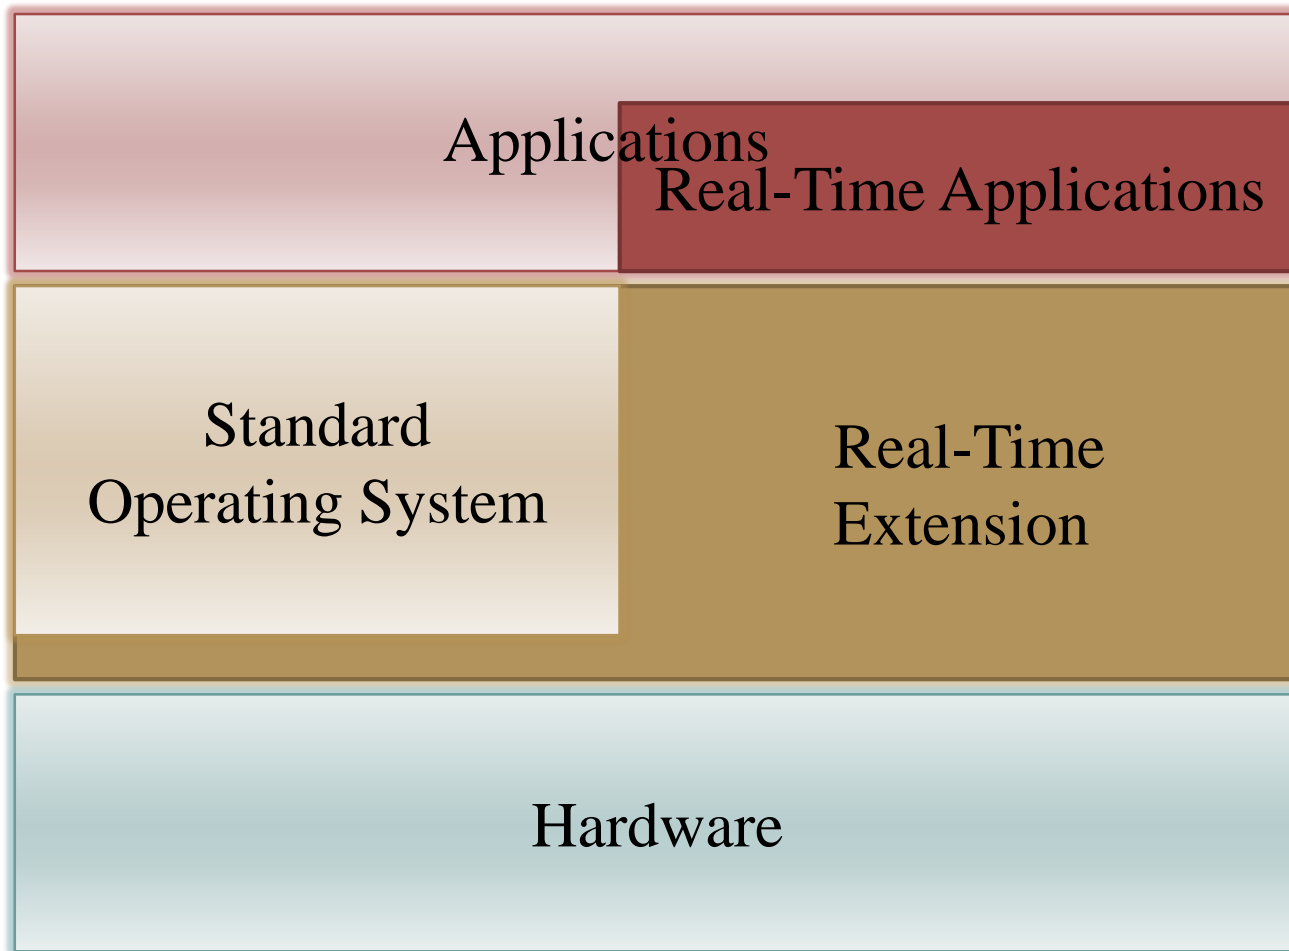 Applications
Real-Time Applications
Standard
Operating System
Real-Time
Extension
Hardware